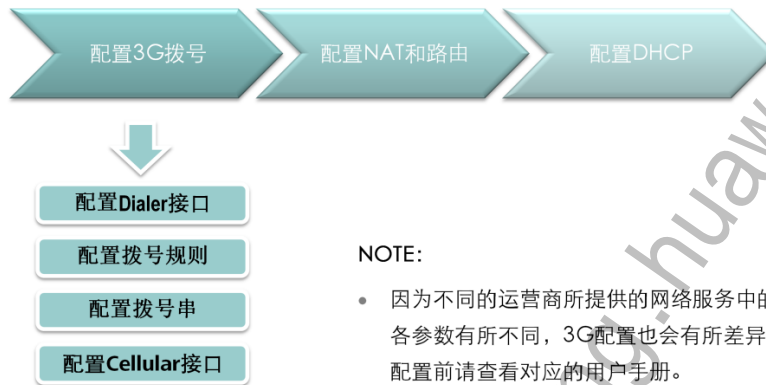 配置3G拨号
配置NAT和路由
配置DHCP
配置Dialer接口
配置拨号规则
配置拨号串
配置Cellular接口
NOTE:
• 因为不同的运营商所提供的网络服务中的
各参数有所不同，3G配置也会有所差异
配置前请查看对应的用户手册。
ng.huaw